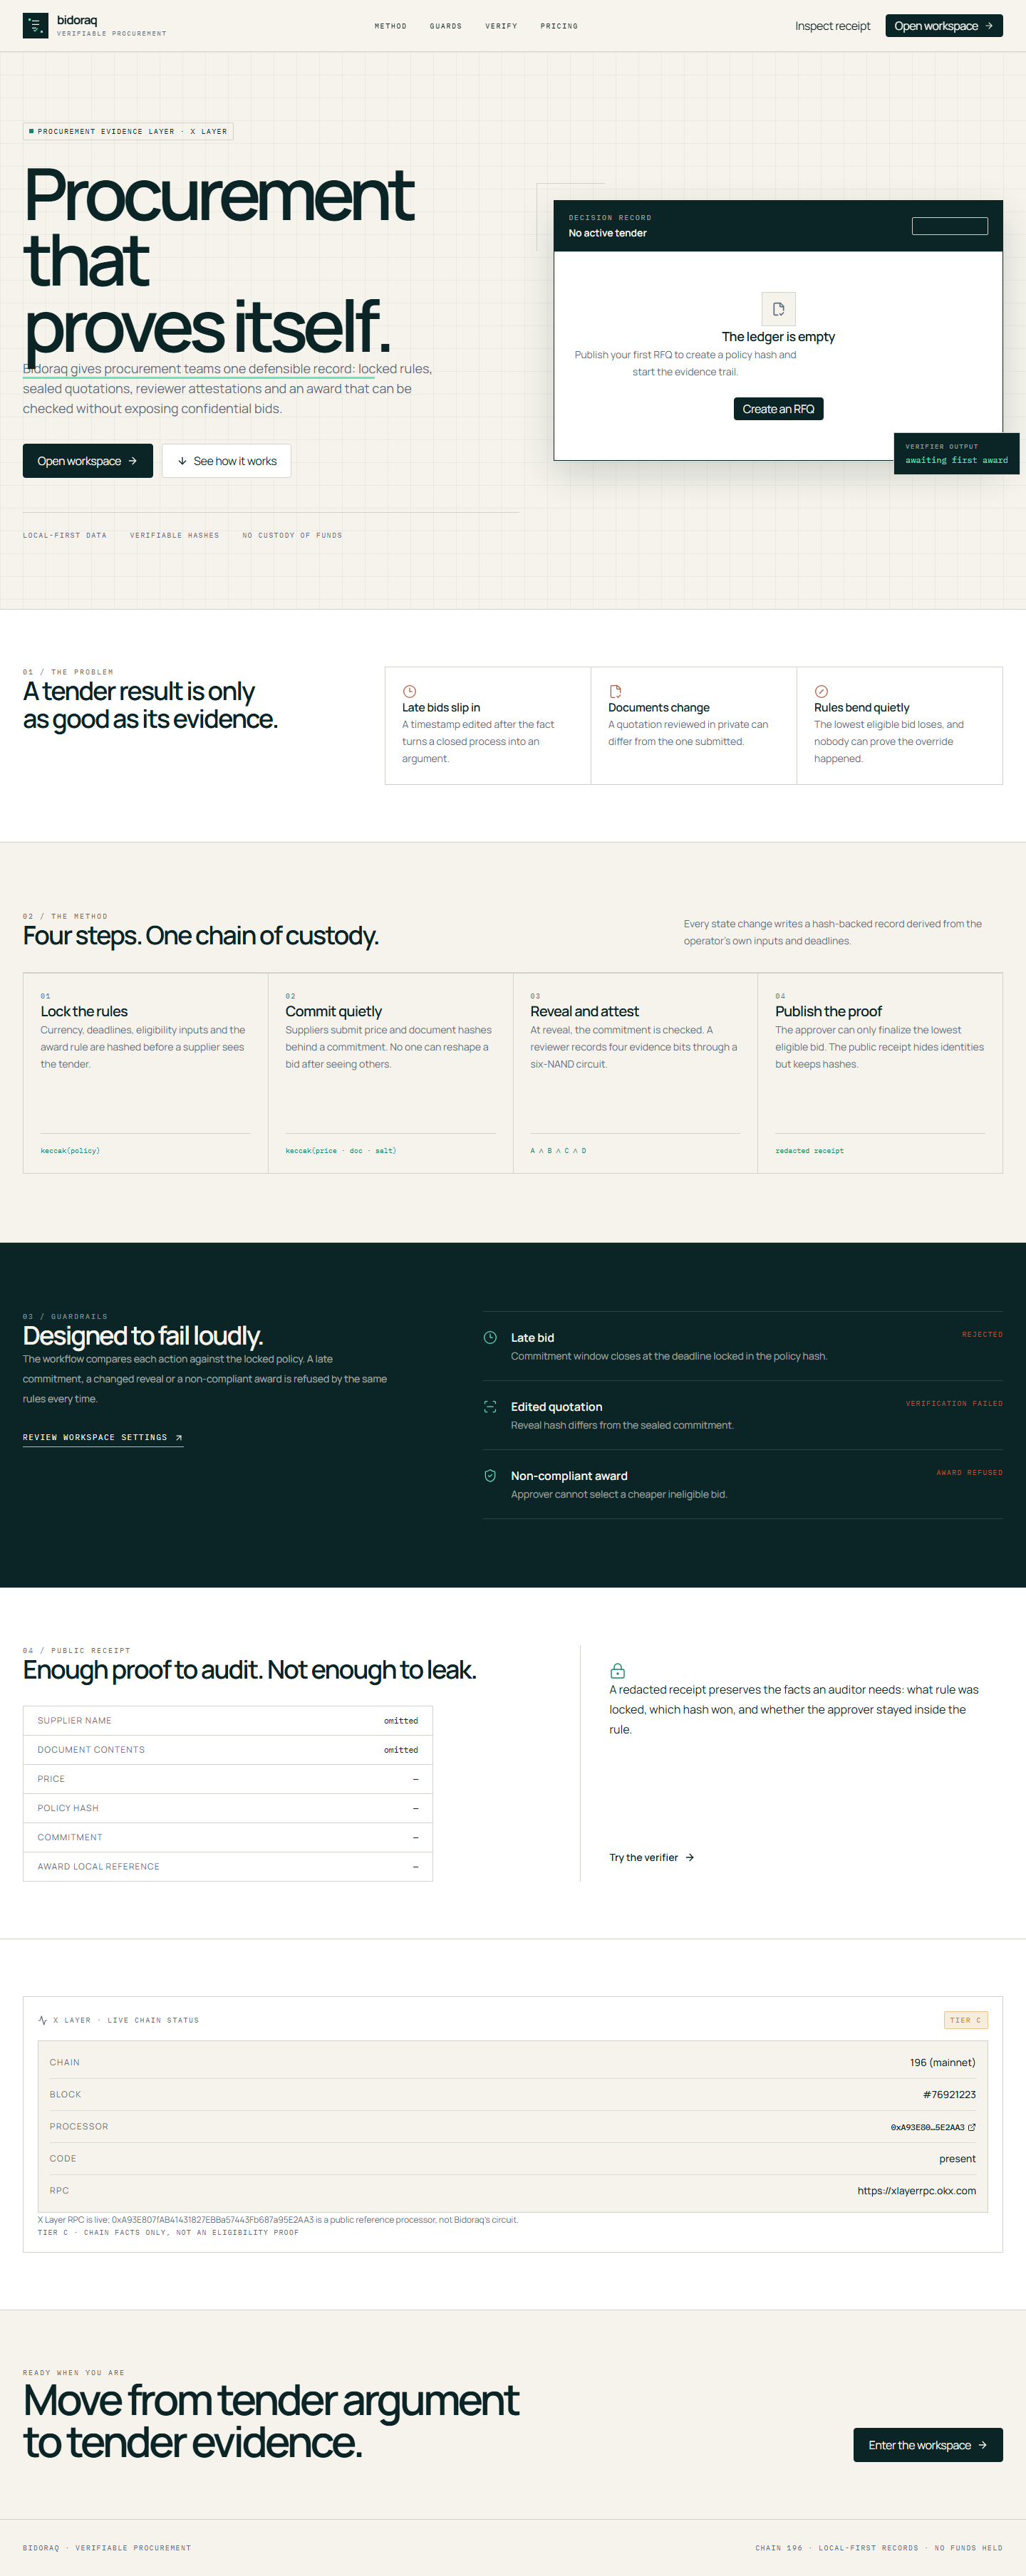 bidoraq
VERIFIABLE PROCUREMENT
METHOD
GUARDS
VERIFY
PRICING
Inspect receipt
Open workspace →
PROCUREMENT EVIDENCE LAYER · X LAYER
Procurement
that
proves itself.
Bidoraq gives procurement teams one defensible record: locked rules,
sealed quotations, reviewer attestations and an award that can be
checked without exposing confidential bids.
Open workspace →
↓ See how it works
LOCAL-FIRST DATA
VERIFIABLE HASHES
NO CUSTODY OF FUNDS
DECISION RECORD
No active tender
The ledger is empty
Publish your first RFQ to create a policy hash and
start the evidence trail.
Create an RFQ
VERIFIER OUTPUT
awaiting first award
01 / THE PROBLEM
A tender result is only
as good as its evidence.
Late bids slip in
A timestamp edited after the fact
turns a closed process into an
argument.
Documents change
A quotation reviewed in private can
differ from the one submitted.
Rules bend quietly
The lowest eligible bid loses, and
nobody can prove the override
happened.
02 / THE METHOD
Four steps. One chain of custody.
Every state change writes a hash-backed record derived from the
operator's own inputs and deadlines.
01
Lock the rules
Currency, deadlines, eligibility inputs and the
award rule are hashed before a supplier sees
the tender.
keccak(policy)
02
Commit quietly
Suppliers submit price and document hashes
behind a commitment. No one can reshape a
bid after seeing others.
keccak(price · doc · salt)
03
Reveal and attest
At reveal, the commitment is checked. A
reviewer records four evidence bits through a
six-NAND circuit.
A ∧ B ∧ C ∧ D
04
Publish the proof
The approver can only finalize the lowest
eligible bid. The public receipt hides identities
but keeps hashes.
redacted receipt
03 / GUARDRAILS
Designed to fail loudly.
The workflow compares each action against the locked policy. A late
commitment, a changed reveal or a non-compliant award is refused by the same
rules every time.
REVIEW WORKSPACE SETTINGS ↗
Late bid
Commitment window closes at the deadline locked in the policy hash.
REJECTED
Edited quotation
Reveal hash differs from the sealed commitment.
VERIFICATION FAILED
Non-compliant award
Approver cannot select a cheaper ineligible bid.
AWARD REFUSED
04 / PUBLIC RECEIPT
Enough proof to audit. Not enough to leak.
SUPPLIER NAME omitted
DOCUMENT CONTENTS omitted
PRICE —
POLICY HASH —
COMMITMENT —
AWARD LOCAL REFERENCE —
A redacted receipt preserves the facts an auditor needs: what rule was
locked, which hash won, and whether the approver stayed inside the
rule.
Try the verifier →
X LAYER · LIVE CHAIN STATUS
TIER C
CHAIN 196 (mainnet)
BLOCK #76921223
PROCESSOR 0xA93E80…5E2AA3
CODE present
RPC https://xlayerrpc.okx.com
X Layer RPC is live; 0xA93E807fAB41431827EBBa57443Fb687a95E2AA3 is a public reference processor, not Bidoraq's circuit.
TIER C · CHAIN FACTS ONLY, NOT AN ELIGIBILITY PROOF
READY WHEN YOU ARE
Move from tender argument
to tender evidence.
Enter the workspace →
BIDORAQ · VERIFIABLE PROCUREMENT
CHAIN 196 · LOCAL-FIRST RECORDS · NO FUNDS HELD